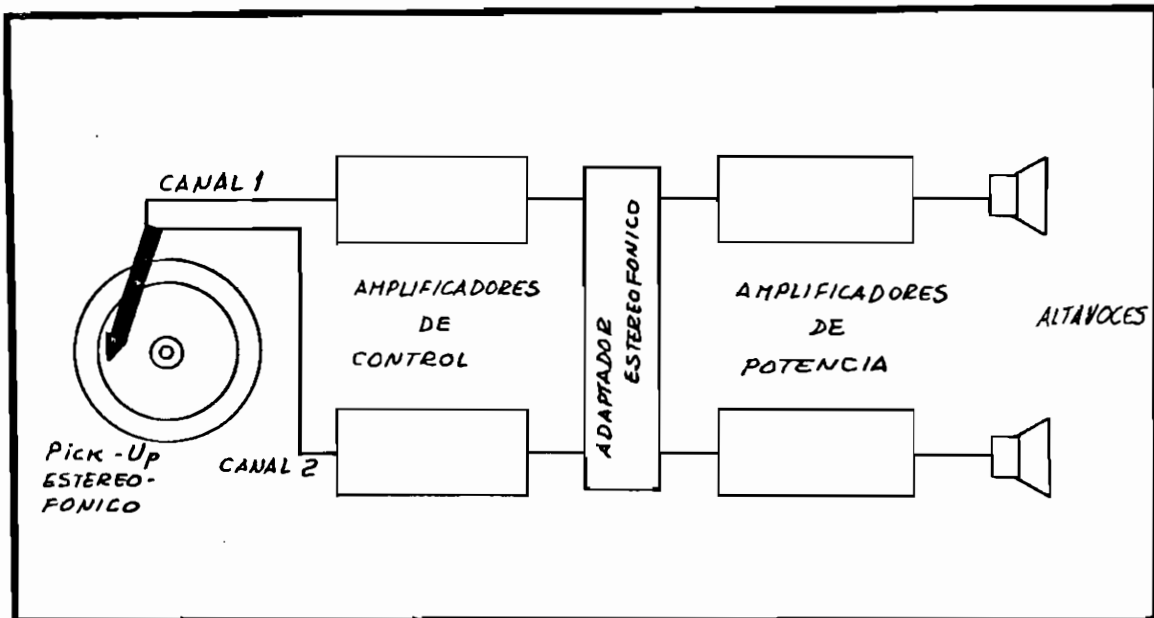 CANAL 1
AMPLIFICADORES
DE
CONTROL
ADAPTADOR
ESTEREOFONICO
AMPLIFICADORES
DE
POTENCIA
ALTAVOCES
PICK-UP
ESTEREO-
FONICO
CANAL 2